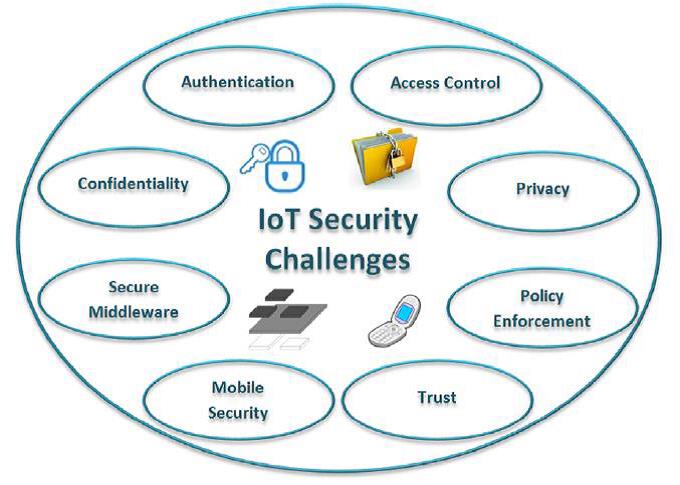 Authentication
Access Control
Confidentiality
Privacy
IoT Security
Challenges
Secure
Middleware
Policy
Enforcement
Mobile
Security
Trust